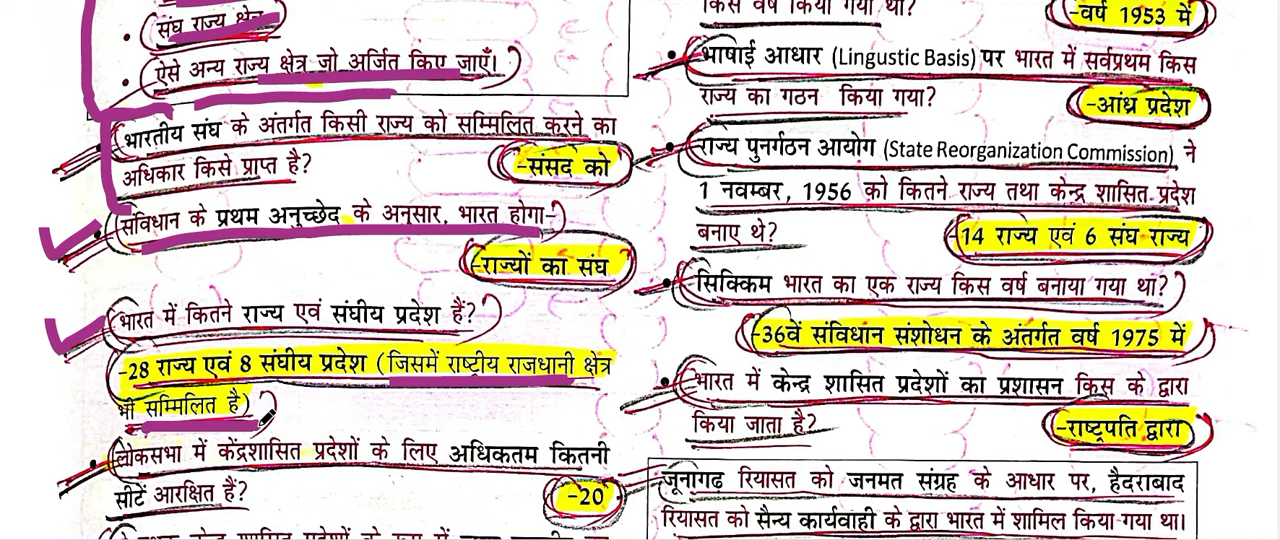 संघ राज्य क्षेत्र
ऐसे अन्य राज्य क्षेत्र जो अर्जित किए जाएँ।
भारतीय संघ के अंतर्गत किसी राज्य को सम्मिलित करने का
अधिकार किसे प्राप्त है?
-संसद को
संविधान के प्रथम अनुच्छेद के अनुसार, भारत होगा-
-राज्यों का संघ
भारत में कितने राज्य एवं संघीय प्रदेश हैं?
-28 राज्य एवं 8 संघीय प्रदेश (जिसमें राष्ट्रीय राजधानी क्षेत्र
भी सम्मिलित है)
लोकसभा में केंद्रशासित प्रदेशों के लिए अधिकतम कितनी
सीटें आरक्षित हैं?
-20
किस वर्ष किया गया था?
-वर्ष 1953 में
भाषाई आधार (Lingustic Basis) पर भारत में सर्वप्रथम किस
राज्य का गठन किया गया?
-आंध्र प्रदेश
राज्य पुनर्गठन आयोग (State Reorganization Commission) ने
1 नवम्बर, 1956 को कितने राज्य तथा केन्द्र शासित प्रदेश
बनाए थे?
14 राज्य एवं 6 संघ राज्य
सिक्किम भारत का एक राज्य किस वर्ष बनाया गया था?
-36वें संविधान संशोधन के अंतर्गत वर्ष 1975 में
भारत में केन्द्र शासित प्रदेशों का प्रशासन किस के द्वारा
किया जाता है?
-राष्ट्रपति द्वारा
जूनागढ़ रियासत को जनमत संग्रह के आधार पर, हैदराबाद
रियासत को सैन्य कार्यवाही के द्वारा भारत में शामिल किया गया था।